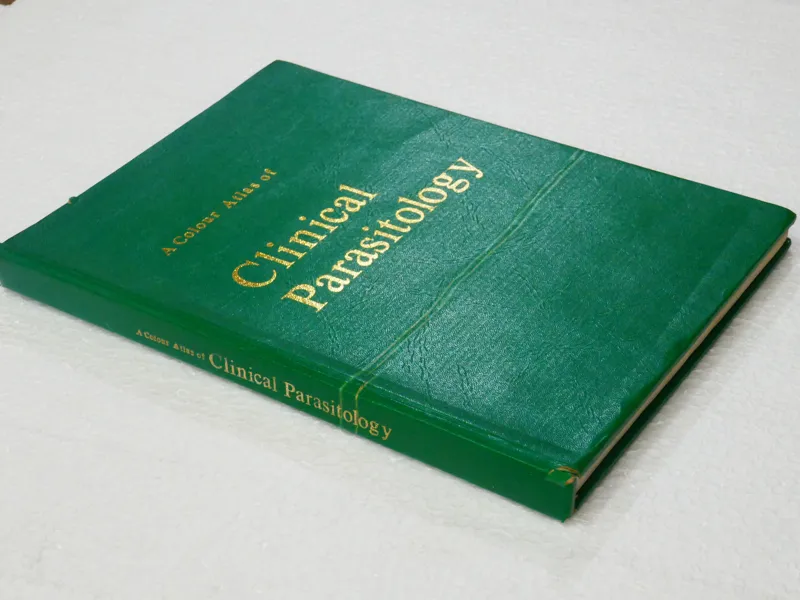 A Colour Atlas of
Clinical
Parasitology
A Colour Atlas of Clinical Parasitology